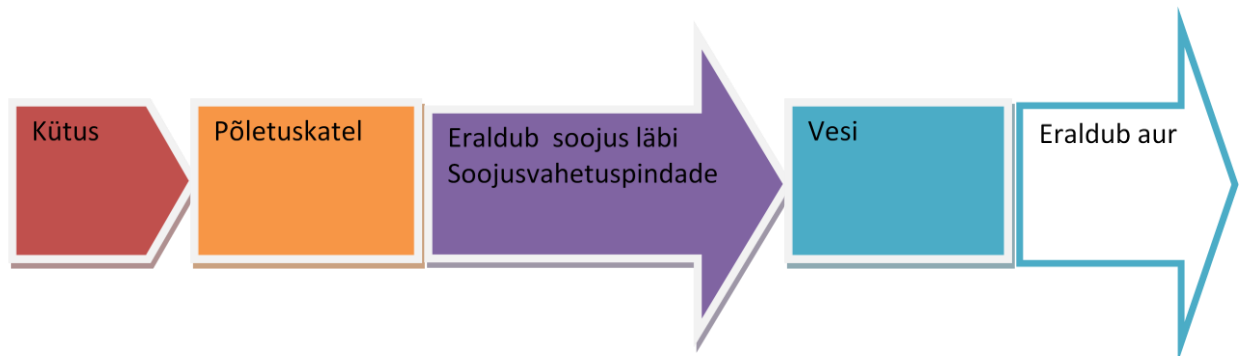 Kütus
Põletuskatel
Eraldub soojus läbi
Soojusvahetuspindade
Vesi
Eraldub aur